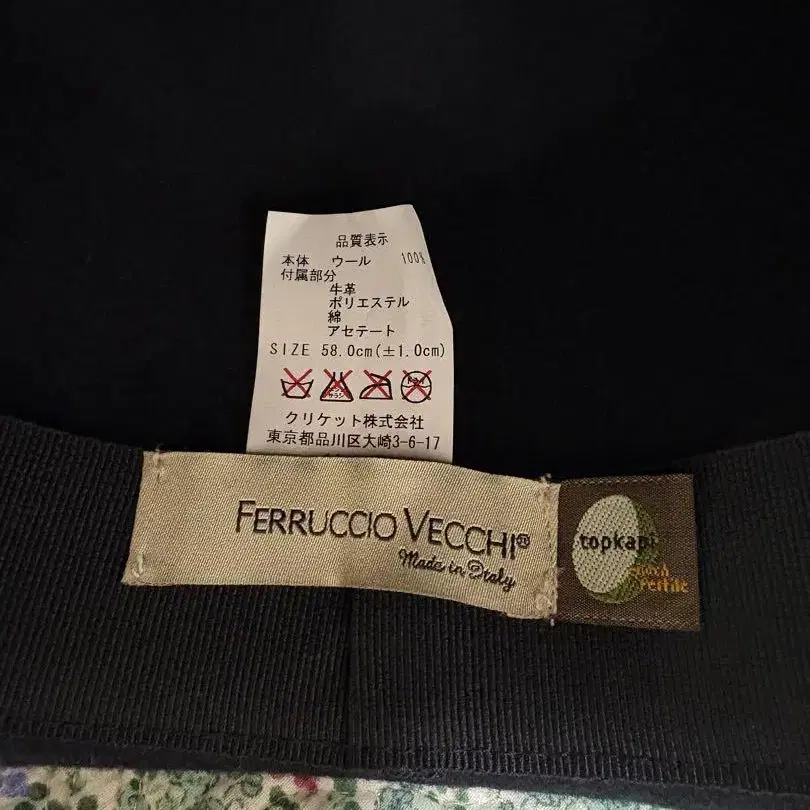 品質表示
本体 ウール 100%
付属部分
牛革
ポリエステル
綿
アセテート
SIZE 58.0cm(±1.0cm)
クリケット株式会社
東京都品川区大崎3-6-17
FERRUCCIO VECCHI®
Made in Italy
topkapi